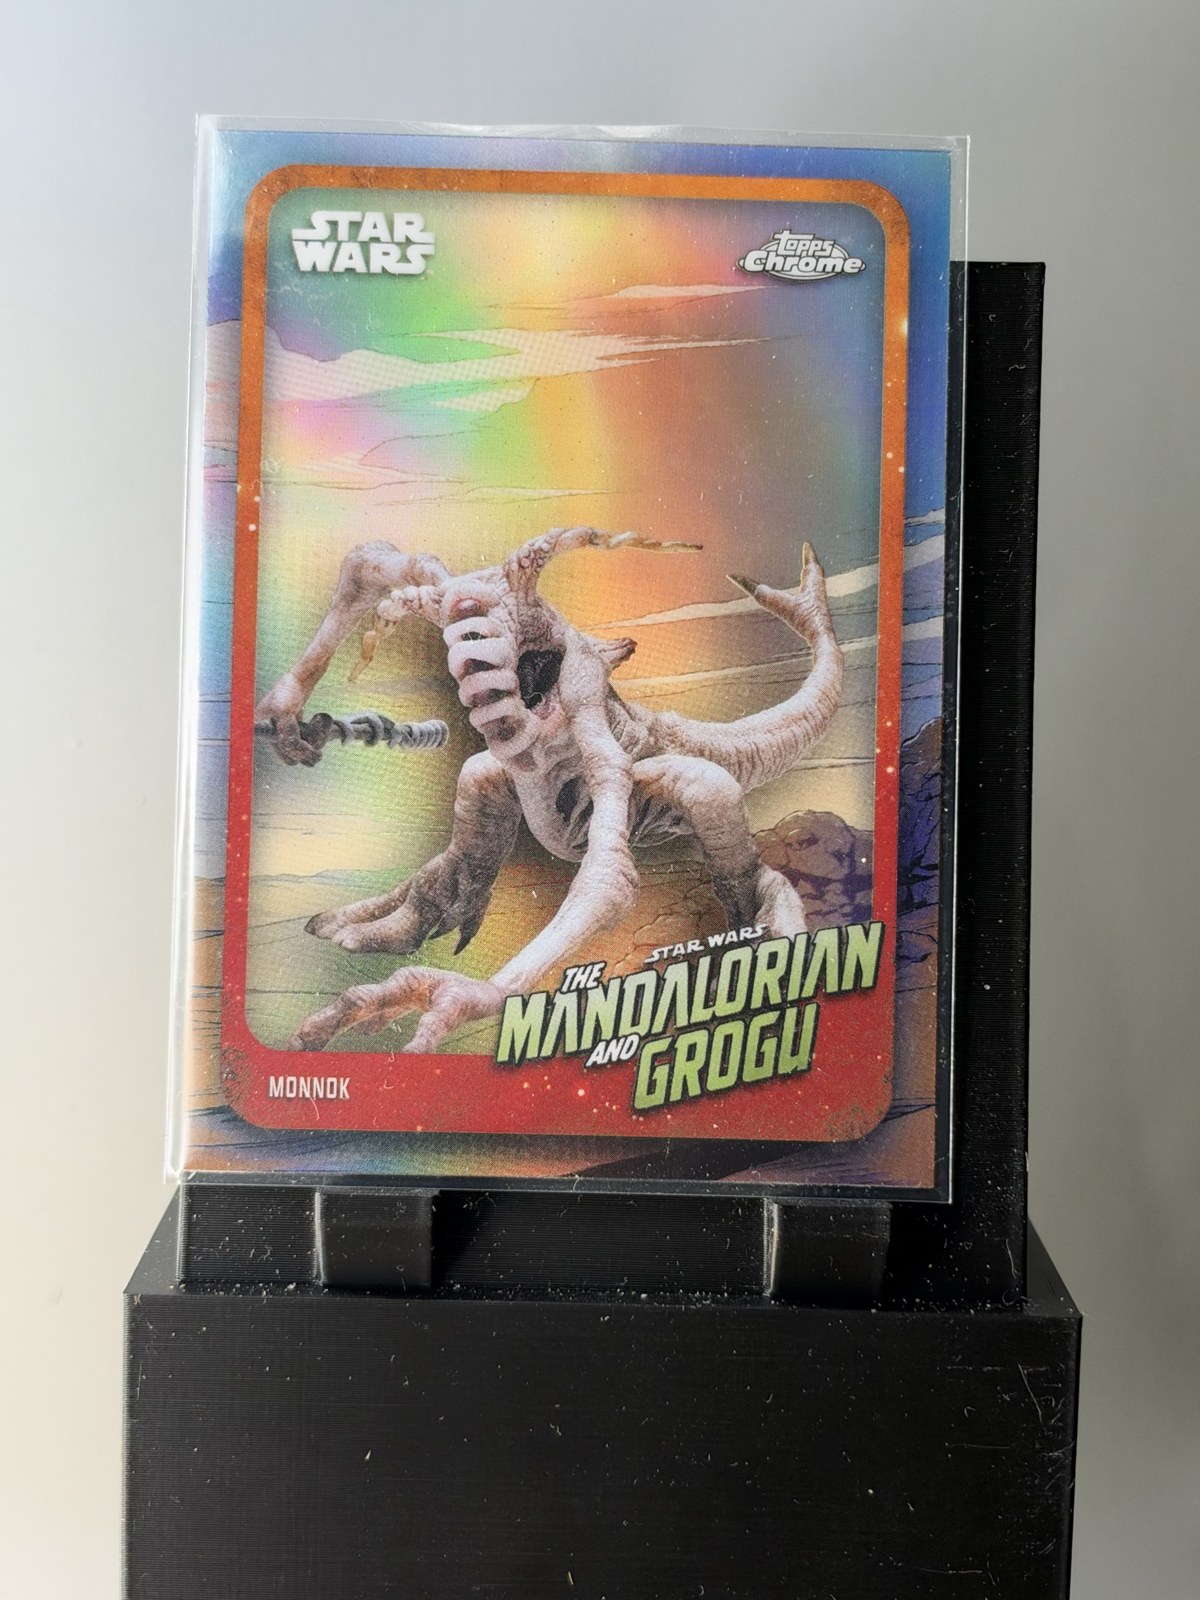 STAR
WARS
Topps
Chrome
STAR WARS
THE
MANDALORIAN
AND
GROGU
MONNOK